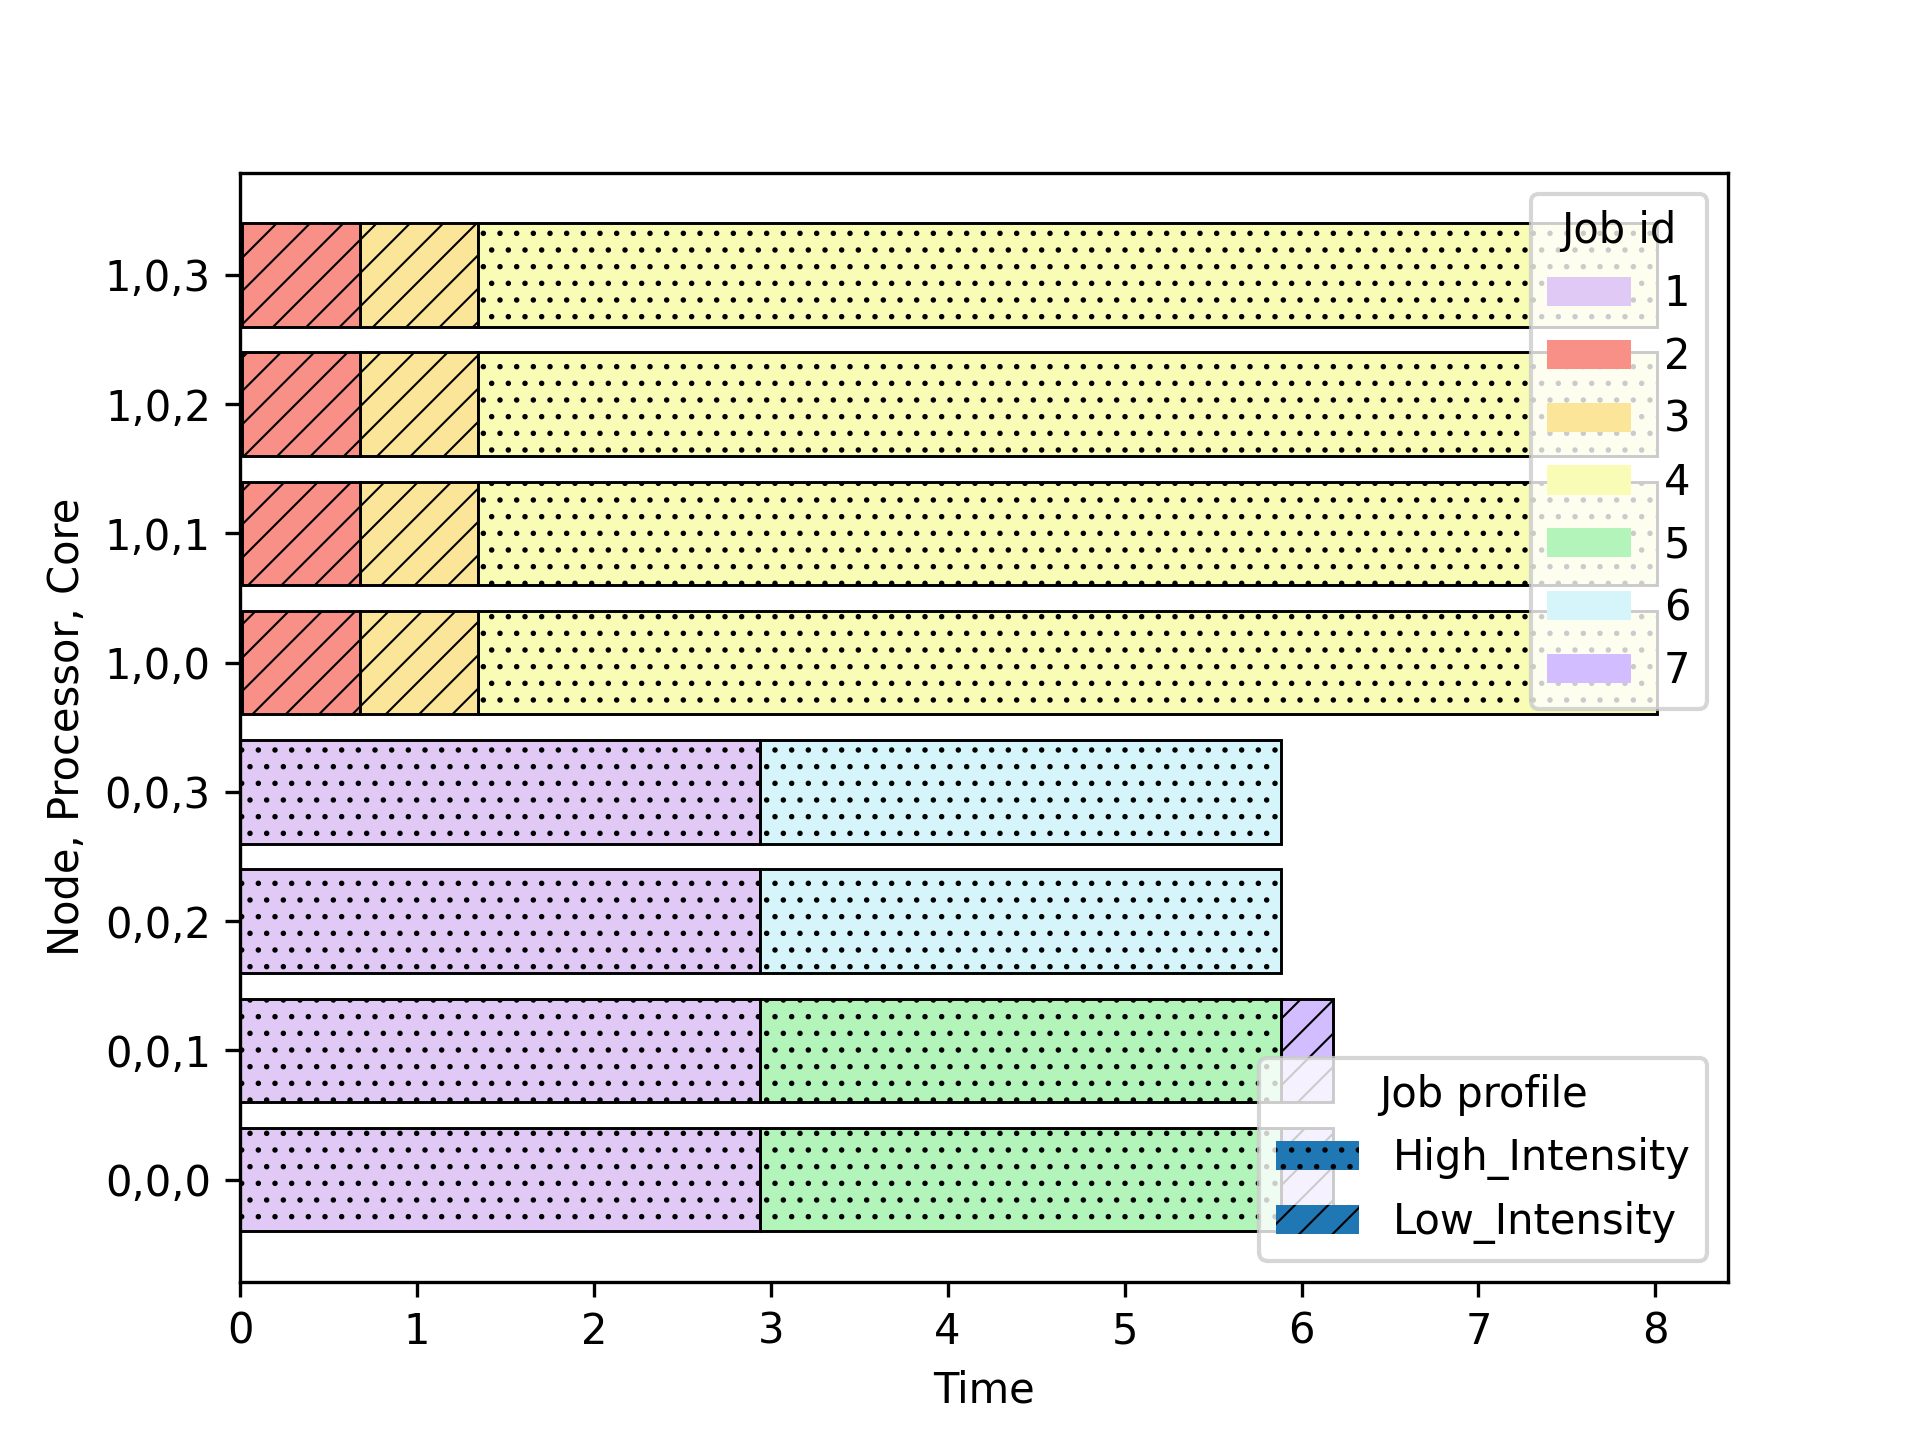 Job id
1
2
3
4
5
6
7
1,0,3
1,0,2
1,0,1
1,0,0
0,0,3
0,0,2
0,0,1
0,0,0
Node, Processor, Core
Job profile
High_Intensity
Low_Intensity
0 1 2 3 4 5 6 7 8
Time